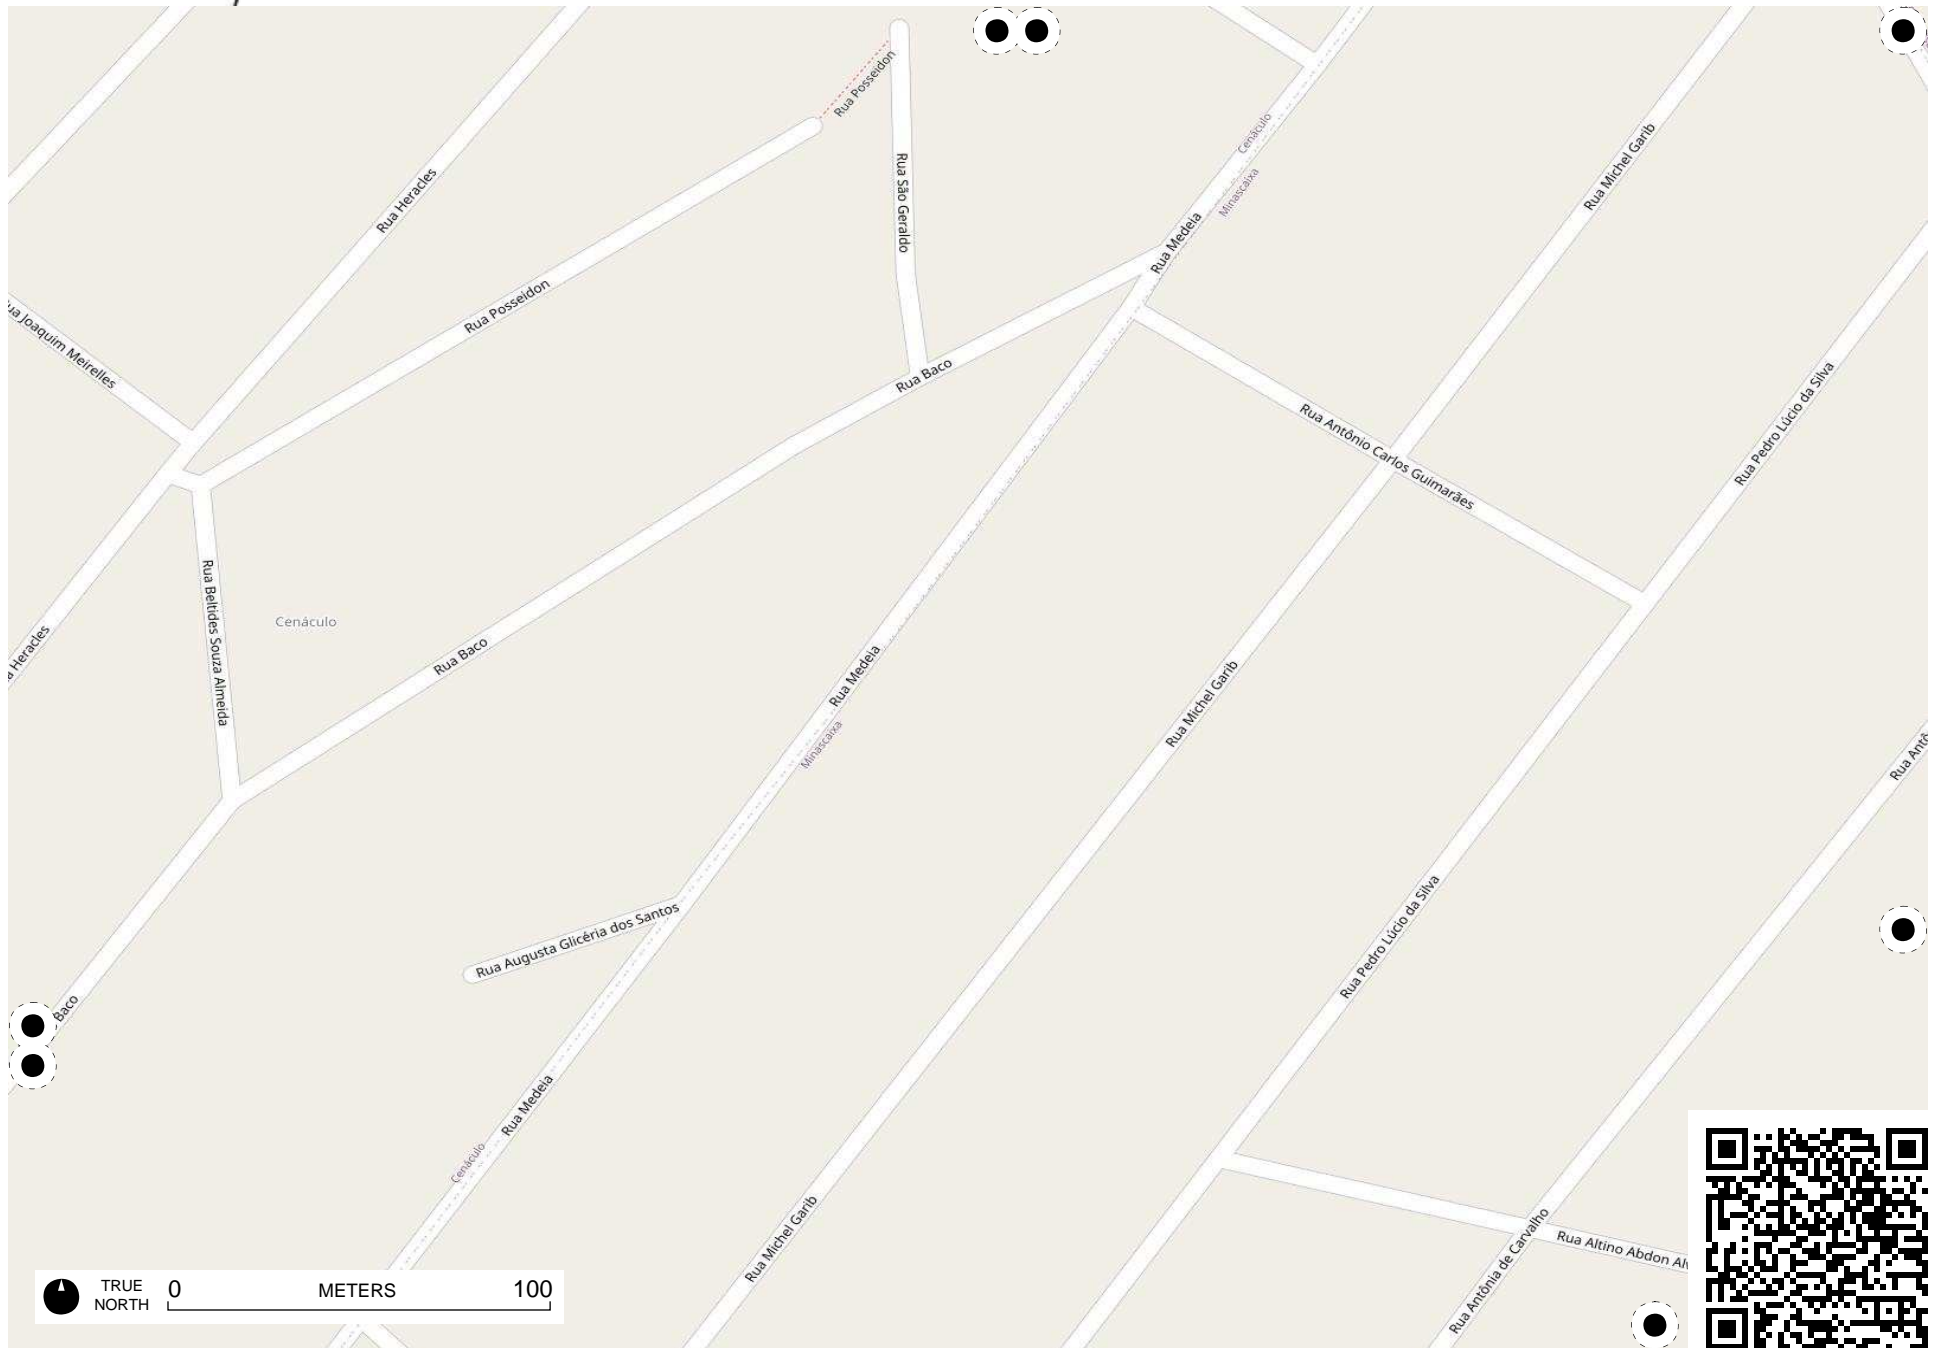 Rua Posseidon
Cenáculo
Minascaixa
Rua Michel Garib
Rua Heracles
Rua São Geraldo
Rua Medeia
Rua Posseidon
ua Joaquim Meirelles
Rua Baco
Rua Antônio Carlos Guimarães
Rua Pedro Lúcio da Silva
Rua Beltides Souza Almeida
Cenáculo
a Heracles
Rua Baco
Rua Medeia
Minascaixa
Rua Michel Garib
Rua Antô
Rua Augusta Glicéria dos Santos
Rua Pedro Lúcio da Silva
Baco
Rua Medeia
Cenáculo
Rua Michel Garib
Rua Antônia de Carvalho
Rua Altino Abdon Alv
TRUE NORTH
0 METERS 100